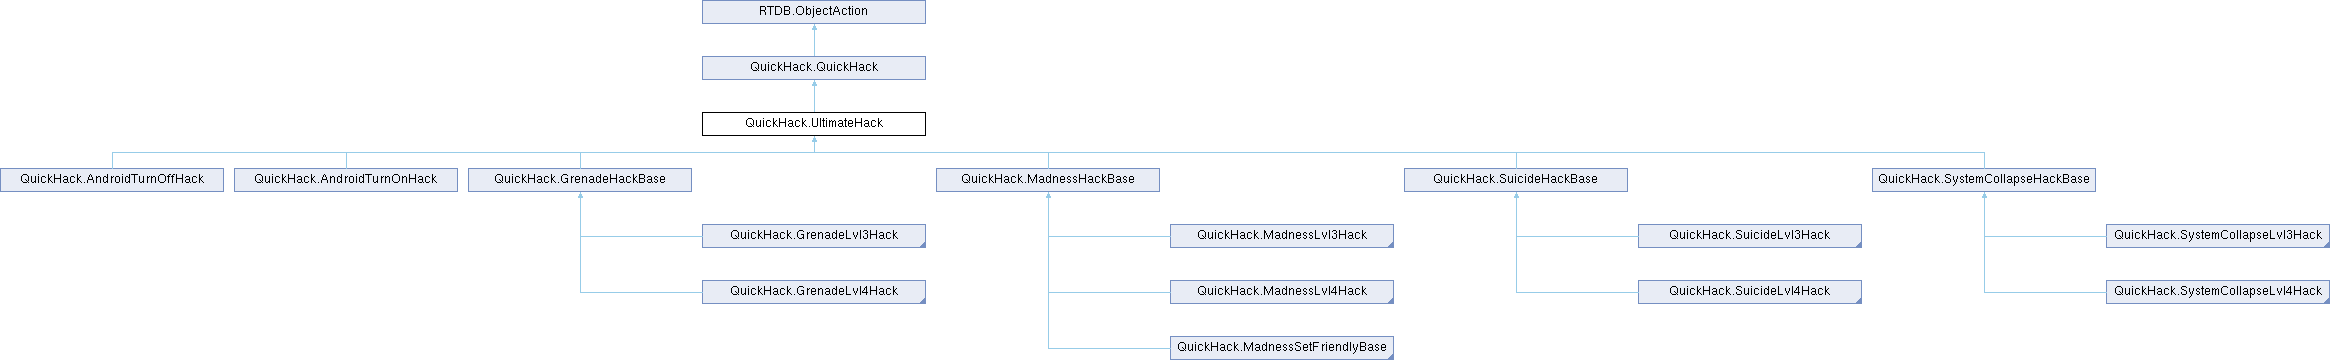 RTDB.ObjectAction
QuickHack.QuickHack
QuickHack.UltimateHack
QuickHack.AndroidTurnOffHack
QuickHack.AndroidTurnOnHack
QuickHack.GrenadeHackBase
QuickHack.MadnessHackBase
QuickHack.SuicideHackBase
QuickHack.SystemCollapseHackBase
QuickHack.GrenadeLvl3Hack
QuickHack.MadnessLvl3Hack
QuickHack.SuicideLvl3Hack
QuickHack.SystemCollapseLvl3Hack
QuickHack.GrenadeLvl4Hack
QuickHack.MadnessLvl4Hack
QuickHack.SuicideLvl4Hack
QuickHack.SystemCollapseLvl4Hack
QuickHack.MadnessSetFriendlyBase